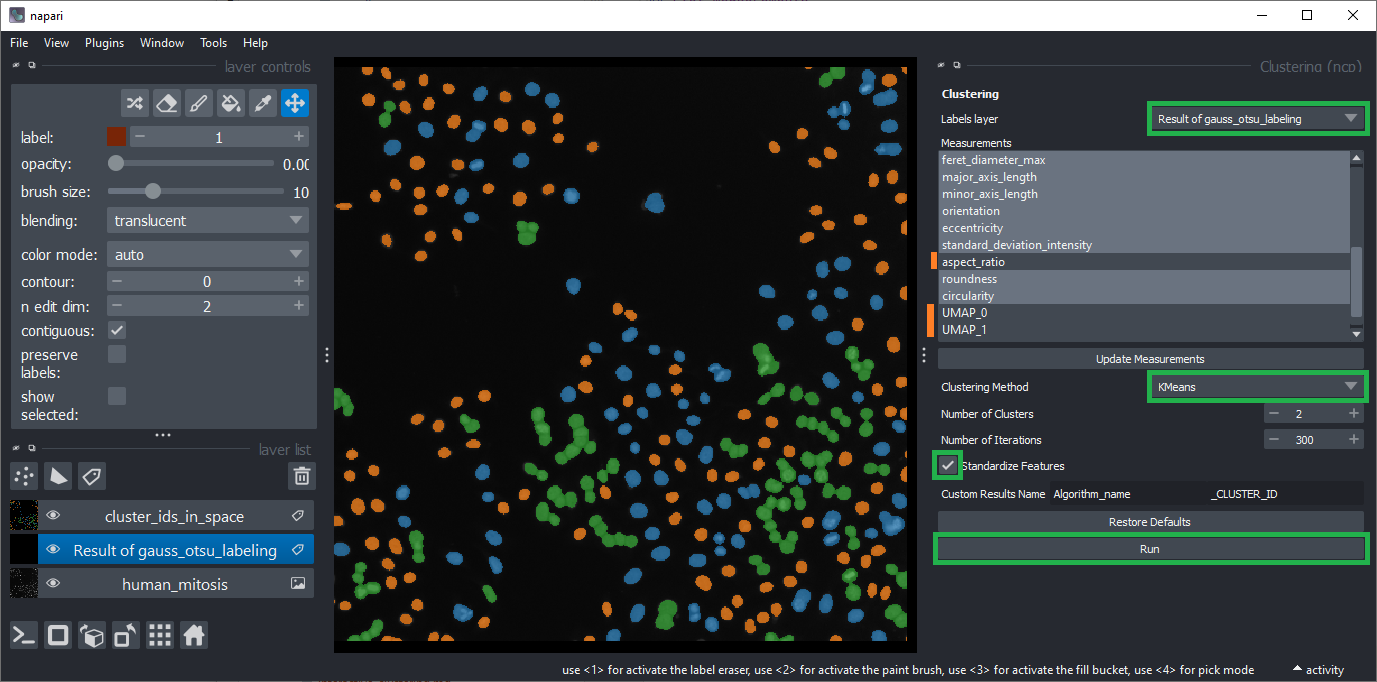 napari
File View Plugins Window Tools Help
layer controls
label: 1
opacity: 0.00
brush size: 10
blending: translucent
color mode: auto
contour: 0
n edit dim: 2
contiguous:
preserve
labels:
show
selected:
layer list
cluster_ids_in_space
Result of gauss_otsu_labeling
human_mitosis
Clustering (ncp)
Clustering
Labels layer Result of gauss_otsu_labeling
Measurements
feret_diameter_max
major_axis_length
minor_axis_length
orientation
eccentricity
standard_deviation_intensity
aspect_ratio
roundness
circularity
UMAP_0
UMAP_1
Update Measurements
Clustering Method KMeans
Number of Clusters 2
Number of Iterations 300
Standardize Features
Custom Results Name Algorithm_name _CLUSTER_ID
Restore Defaults
Run
use <1> for activate the label eraser, use <2> for activate the paint brush, use <3> for activate the fill bucket, use <4> for pick mode activity